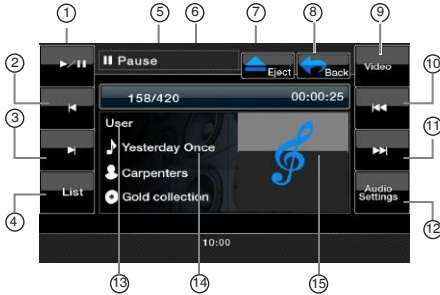 ① ⑤ ⑥ ⑦ ⑧ ⑨
Pause Eject Back Video
② ⑩
158/420 00:00:25
User
③ ⑪
Yesterday Once
Carpenters
List Gold collection Audio
Settings
④ ⑫
10:00
⑬ ⑭ ⑮